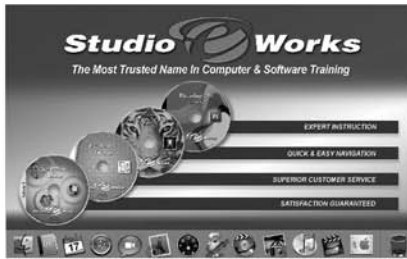 Studio Works
The Most Trusted Name In Computer & Software Training
EXPERT INSTRUCTION
QUICK & EASY NAVIGATION
SUPERIOR CUSTOMER SERVICE
SATISFACTION GUARANTEED
17